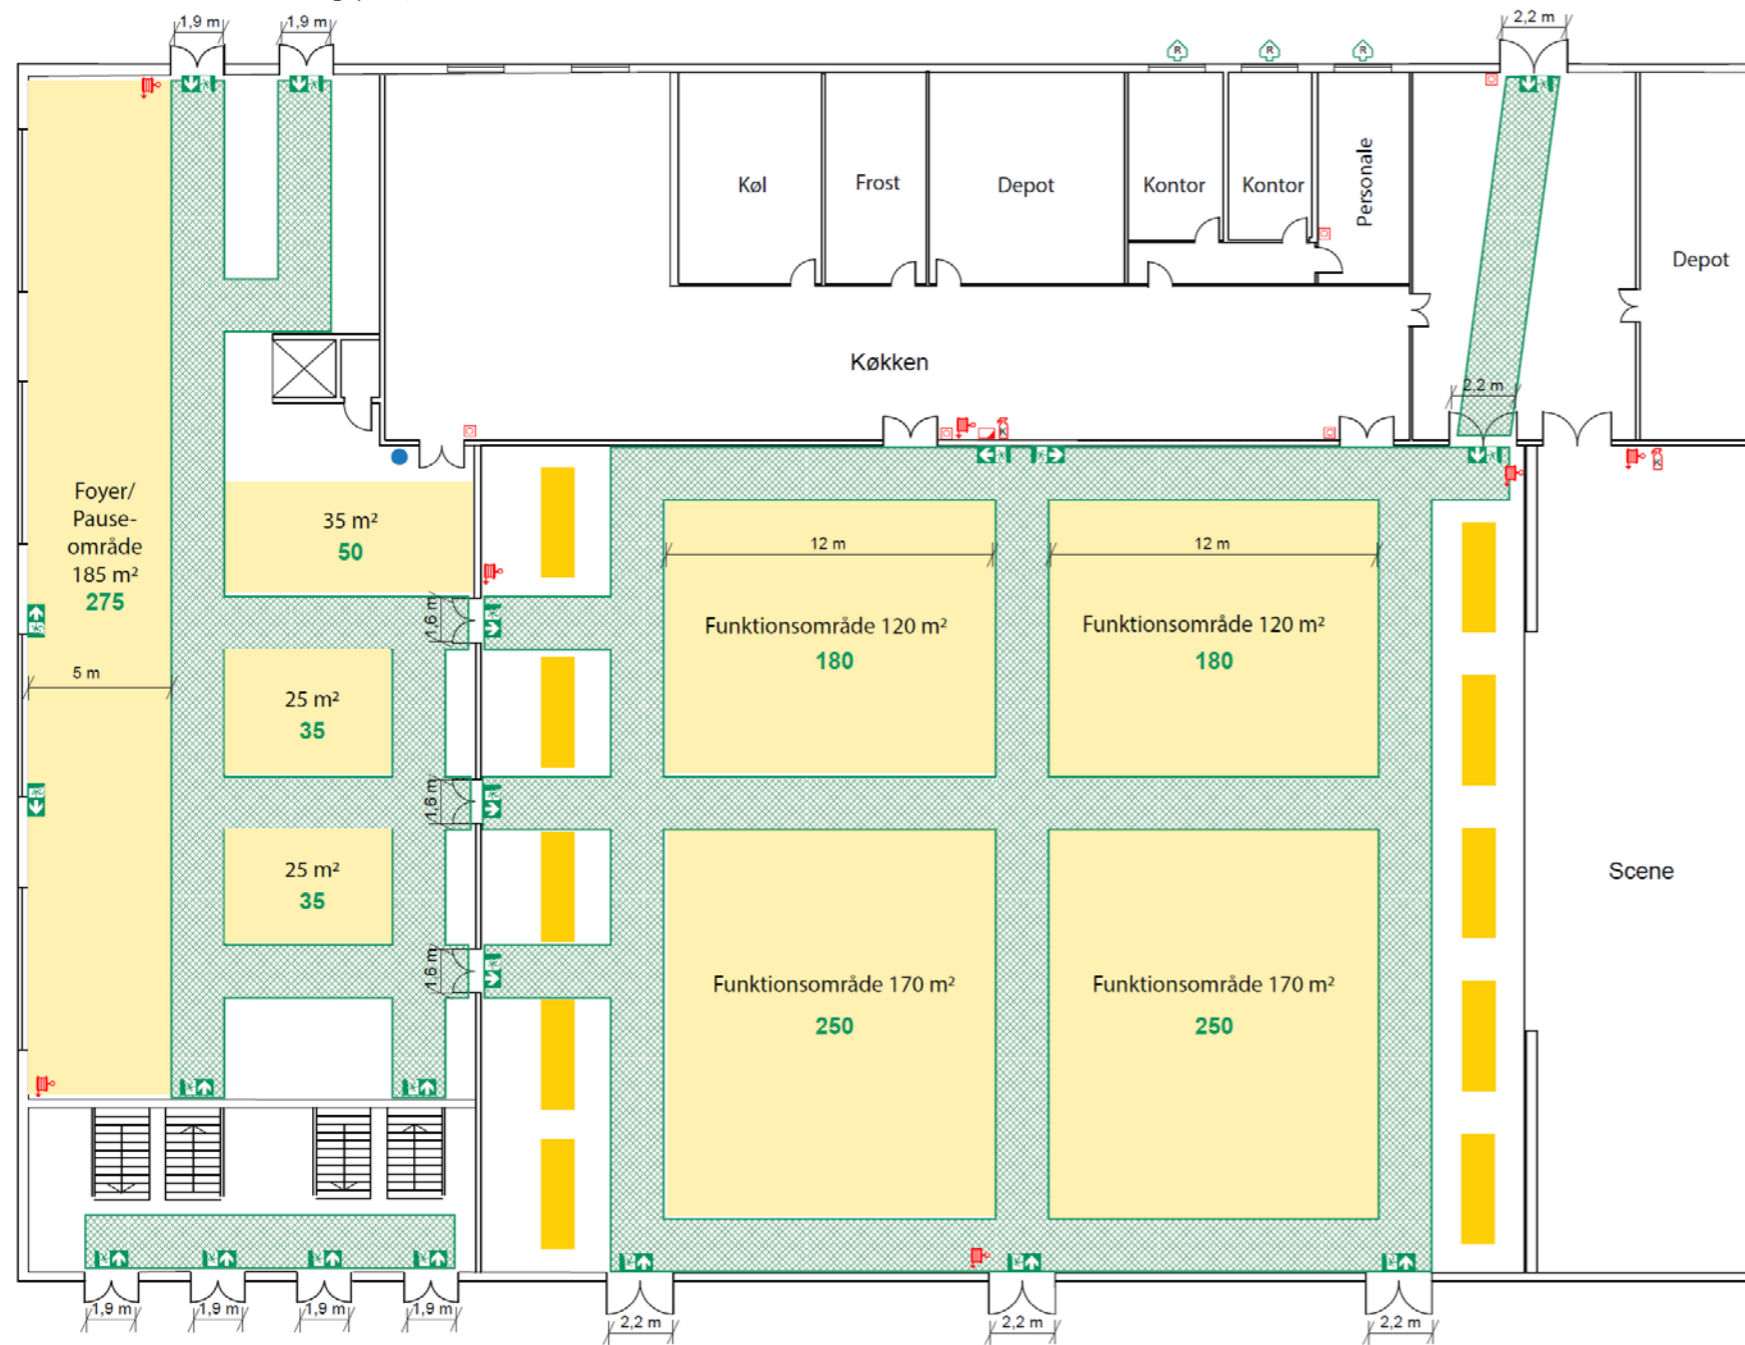 1,9 m
1,9 m
2,2 m
R
R
R
Køl
Frost
Depot
Kontor
Kontor
Personale
Depot
Køkken
2,2 m
K
K
Foyer/
Pause-
område
185 m²
275
5 m
35 m²
50
25 m²
35
25 m²
35
1,6 m
1,6 m
1,6 m
12 m
12 m
Funktionsområde 120 m²
180
Funktionsområde 120 m²
180
Funktionsområde 170 m²
250
Funktionsområde 170 m²
250
Scene
1,9 m
1,9 m
1,9 m
1,9 m
2,2 m
2,2 m
2,2 m